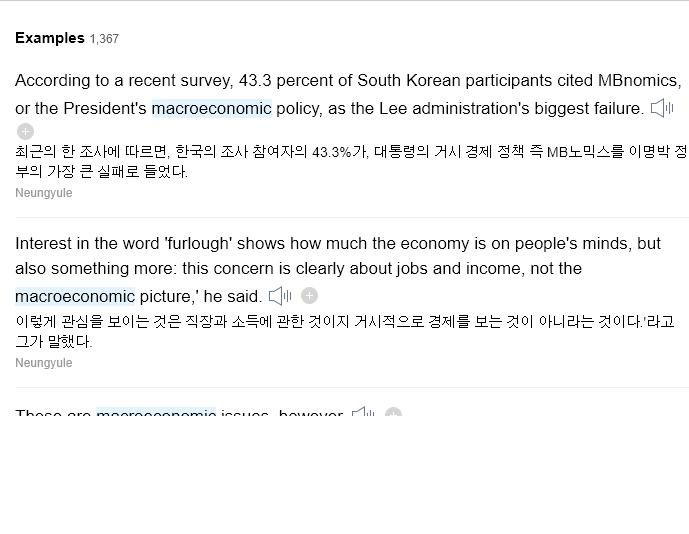 Examples 1,367
According to a recent survey, 43.3 percent of South Korean participants cited MBnomics,
or the President's macroeconomic policy, as the Lee administration's biggest failure.
최근의 한 조사에 따르면, 한국의 조사 참여자의 43.3%가, 대통령의 거시 경제 정책 즉 MB노믹스를 이명박 정
부의 가장 큰 실패로 들었다.
Neungyule
Interest in the word 'furlough' shows how much the economy is on people's minds, but
also something more: this concern is clearly about jobs and income, not the
macroeconomic picture,' he said.
이렇게 관심을 보이는 것은 직장과 소득에 관한 것이지 거시적으로 경제를 보는 것이 아니라는 것이다.'라고
그가 말했다.
Neungyule
These are macroeconomic issues, however.